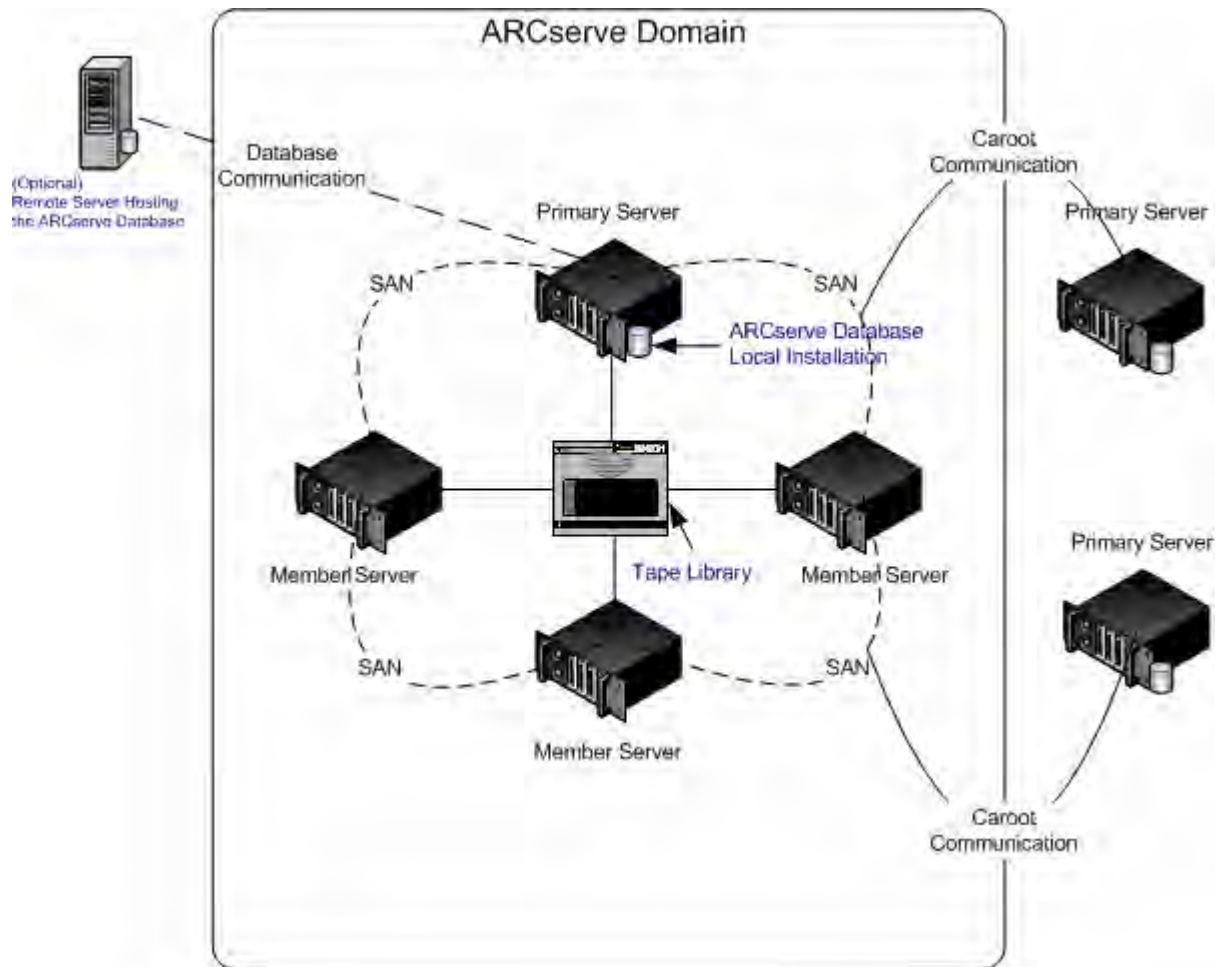 ARCserve Domain
Database
Communication
Caroot
Communication
(Optional)
Remote Server Hosting
the ARCserve Database
Primary Server
Primary Server
SAN
SAN
ARCserve Database
Local Installation
Member Server
Tape Library
Member Server
Primary Server
SAN
SAN
Member Server
Caroot
Communication